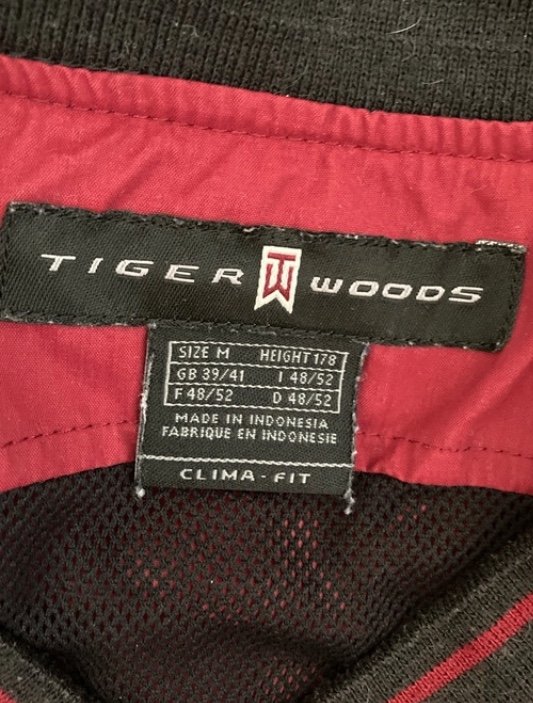 TIGER TW WOODS
SIZE M HEIGHT 178
GB 39/41 I 48/52
F 48/52 D 48/52
MADE IN INDONESIA
FABRIQUE EN INDONESIE
CLIMA-FIT